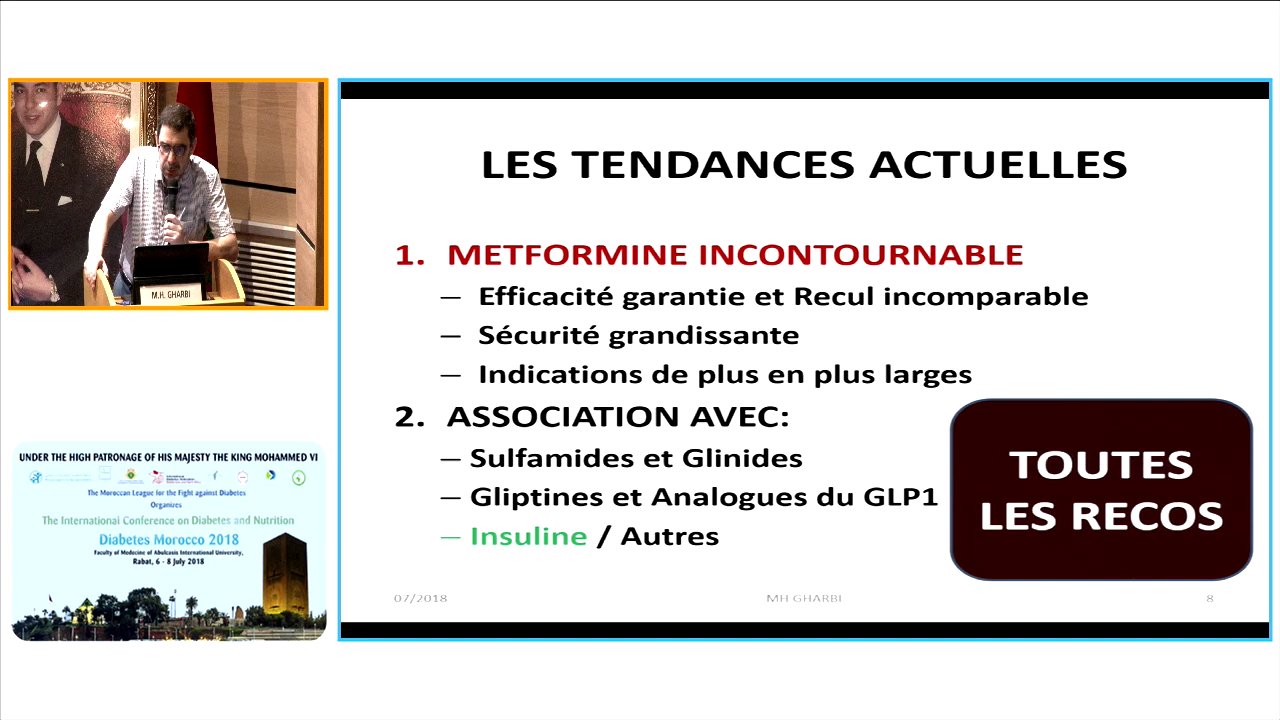 M.H. GHARBI
UNDER THE HIGH PATRONAGE OF HIS MAJESTY THE KING MOHAMMED VI
The Moroccan League for the Fight against Diabetes
Organizes
The International Conference on Diabetes and Nutrition
Diabetes Morocco 2018
Faculty of Medecine of Abulcasis International University,
Rabat, 6 - 8 July 2018
LES TENDANCES ACTUELLES
1. METFORMINE INCONTOURNABLE
– Efficacité garantie et Recul incomparable
– Sécurité grandissante
– Indications de plus en plus larges
2. ASSOCIATION AVEC:
– Sulfamides et Glinides
– Gliptines et Analogues du GLP1
– Insuline / Autres
TOUTES
LES RECOS
07/2018 MH GHARBI 8